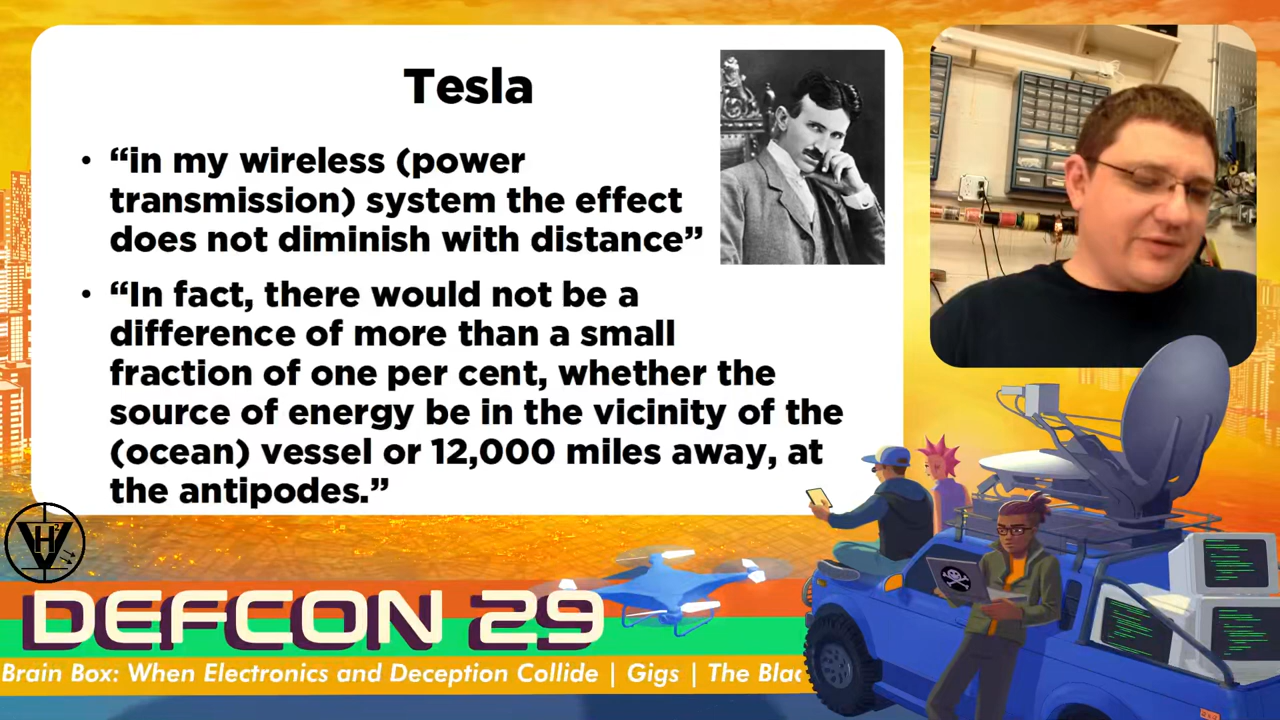 Tesla
• “in my wireless (power
transmission) system the effect
does not diminish with distance”
• “In fact, there would not be a
difference of more than a small
fraction of one per cent, whether the
source of energy be in the vicinity of the
(ocean) vessel or 12,000 miles away, at
the antipodes.”
H2
V
DEFCON 29
Brain Box: When Electronics and Deception Collide | Gigs | The Blac